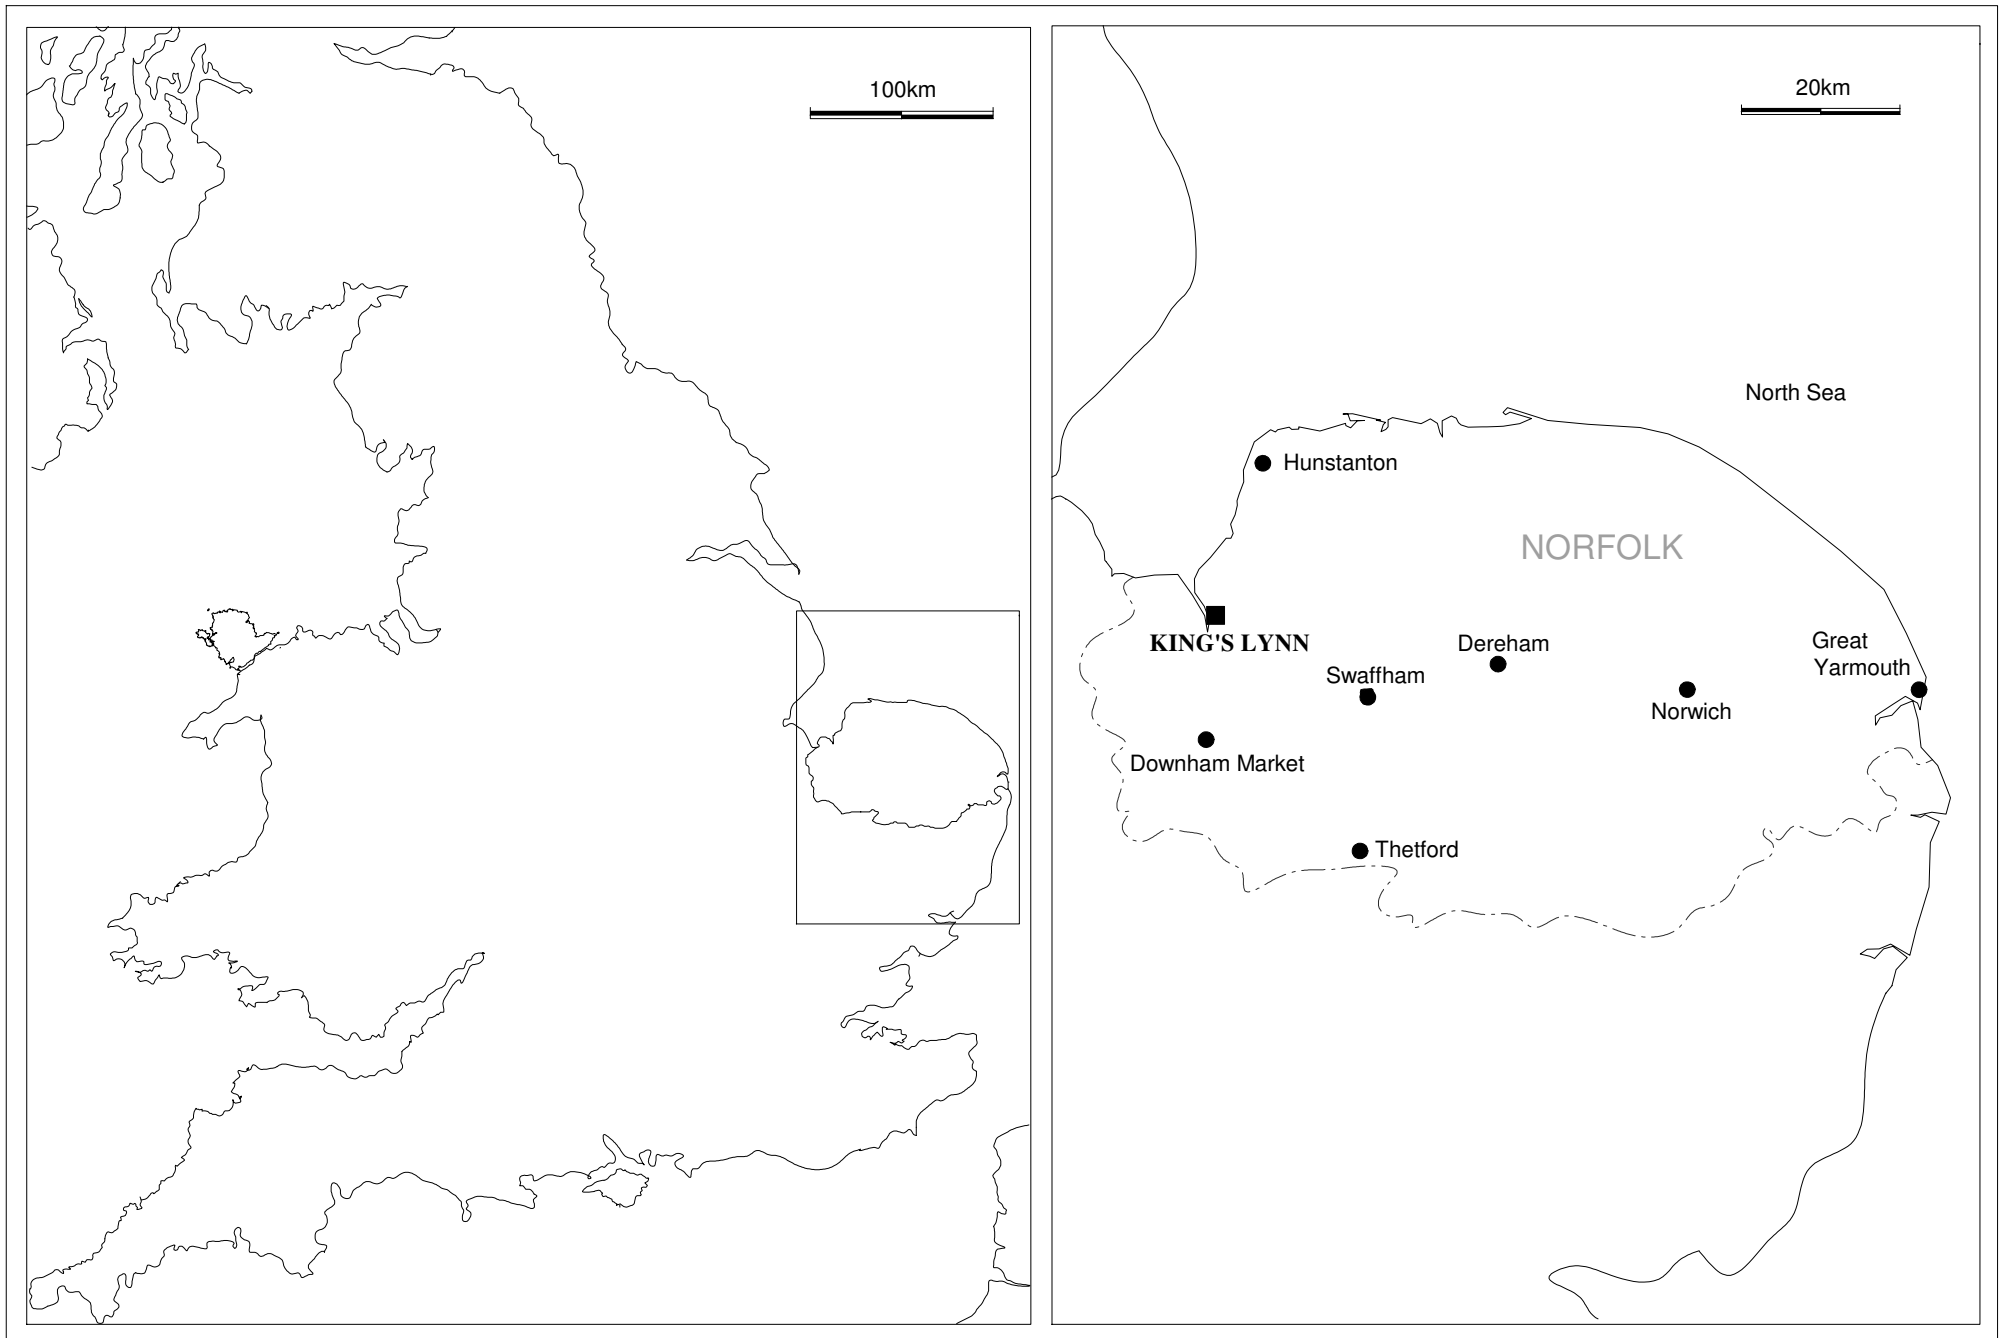 100km
20km
North Sea
Hunstanton
NORFOLK
KING'S LYNN
Dereham
Great
Yarmouth
Swaffham
Norwich
Downham Market
Thetford